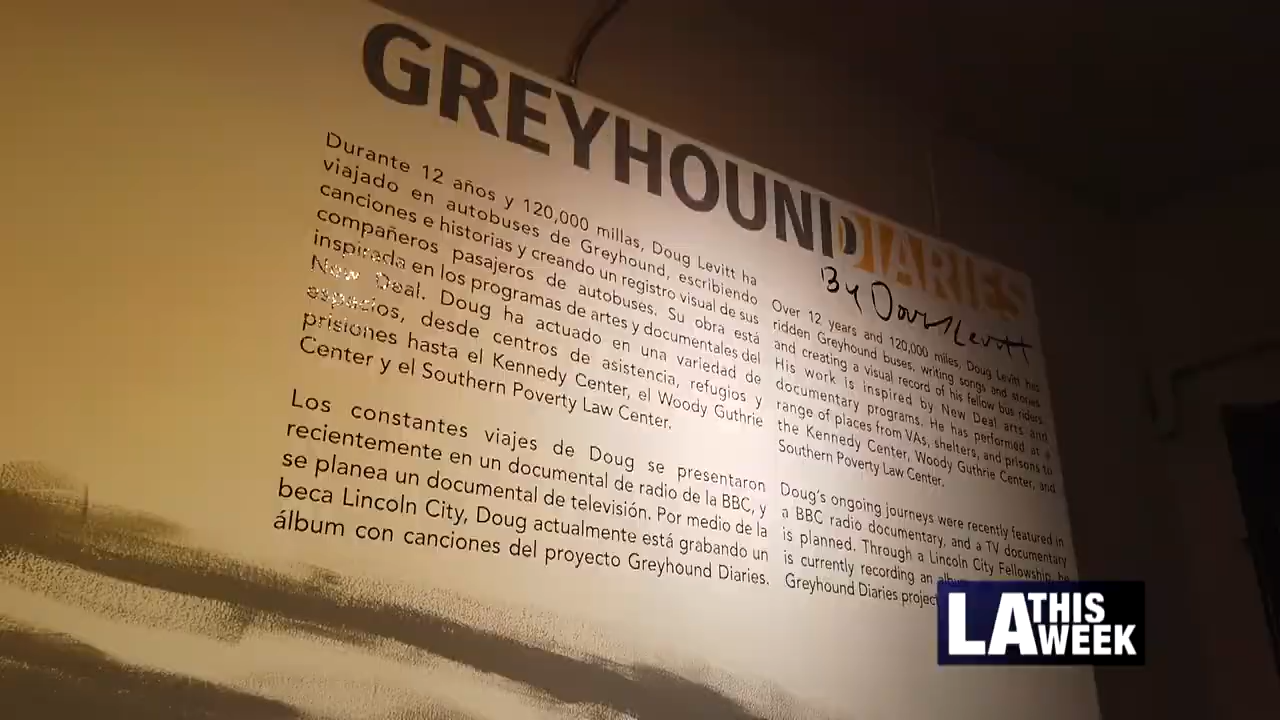 GREYHOUNDDIARIES
By Doug Levitt
Durante 12 años y 120,000 millas, Doug Levitt ha
viajado en autobuses de Greyhound, escribiendo
canciones e historias y creando un registro visual de sus
compañeros pasajeros de autobuses. Su obra está
inspirada en los programas de artes y documentales del
New Deal. Doug ha actuado en una variedad de
espacios, desde centros de asistencia, refugios y
prisiones hasta el Kennedy Center, el Woody Guthrie
Center y el Southern Poverty Law Center.
Los constantes viajes de Doug se presentaron
recientemente en un documental de radio de la BBC, y
se planea un documental de televisión. Por medio de la
beca Lincoln City, Doug actualmente está grabando un
álbum con canciones del proyecto Greyhound Diaries.
Over 12 years and 120,000 miles, Doug Levitt has
ridden Greyhound buses, writing songs and stories
and creating a visual record of his fellow bus riders.
His work is inspired by New Deal arts and
documentary programs. He has performed at a
range of places from VAs, shelters, and prisons to
the Kennedy Center, Woody Guthrie Center, and
Southern Poverty Law Center.
Doug's ongoing journeys were recently featured in
a BBC radio documentary, and a TV documentary
is planned. Through a Lincoln City Fellowship, he
is currently recording an
Greyhound Diaries
LA THIS WEEK